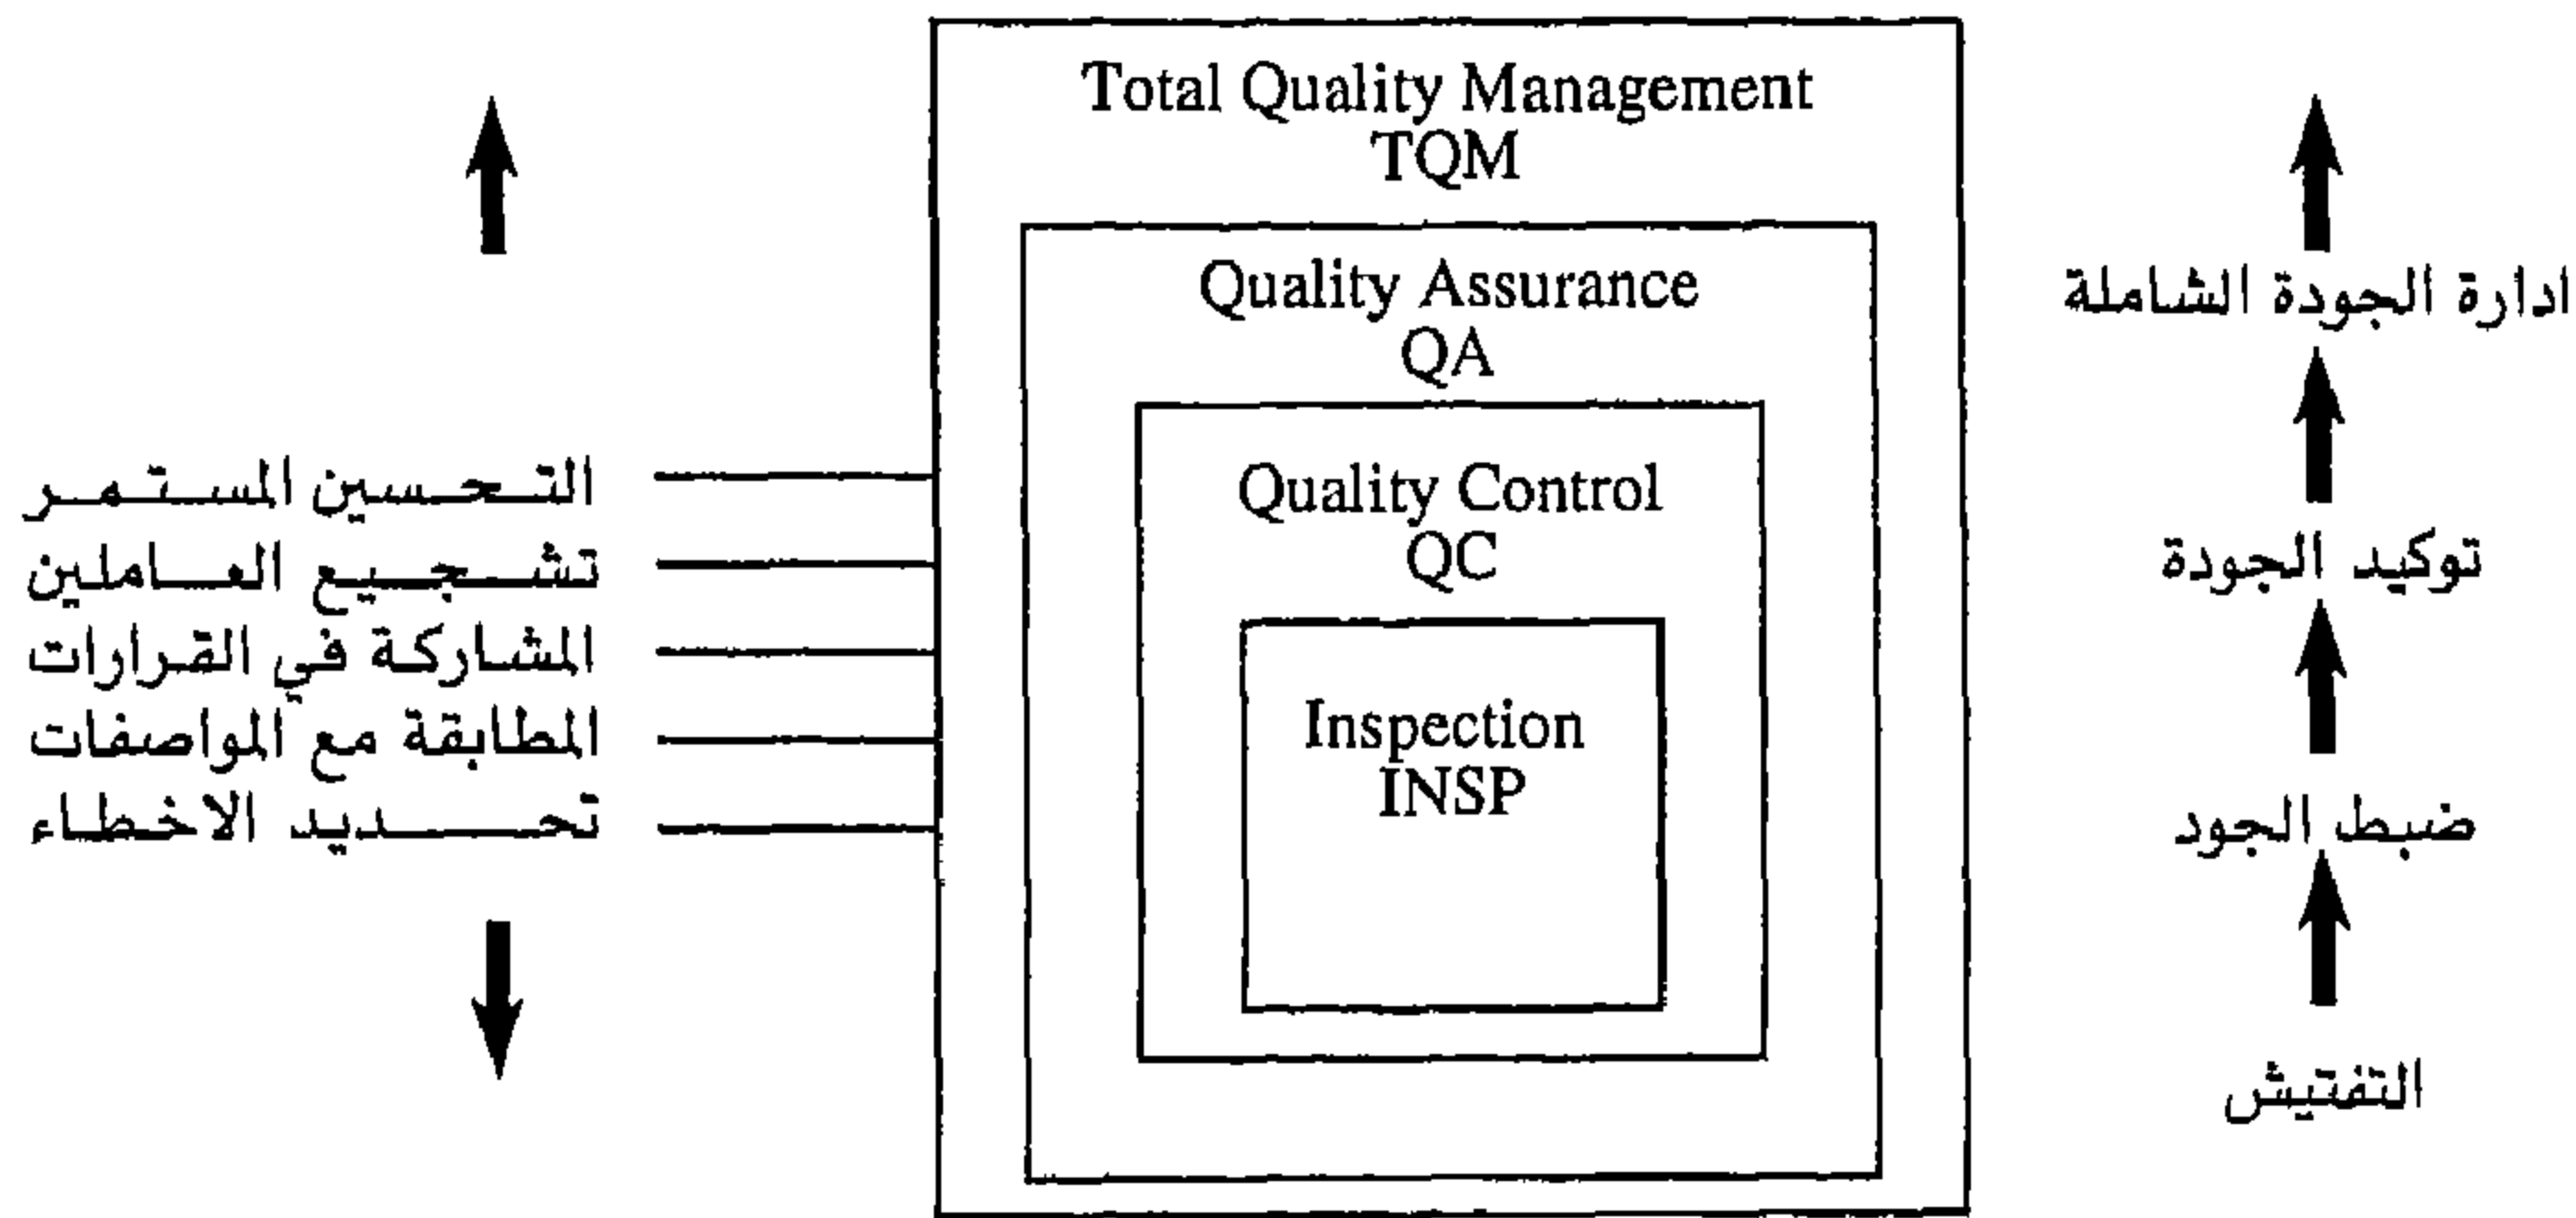 Total Quality Management
TQM
Quality Assurance
QA
Quality Control
QC
Inspection
INSP
ادارة الجودة الشاملة
توكيد الجودة
ضبط الجود
التفتيش
التحسين المستمر
تشجيع العاملين
المشاركة في القرارات
المطابقة مع المواصفات
تحديد الاخطاء